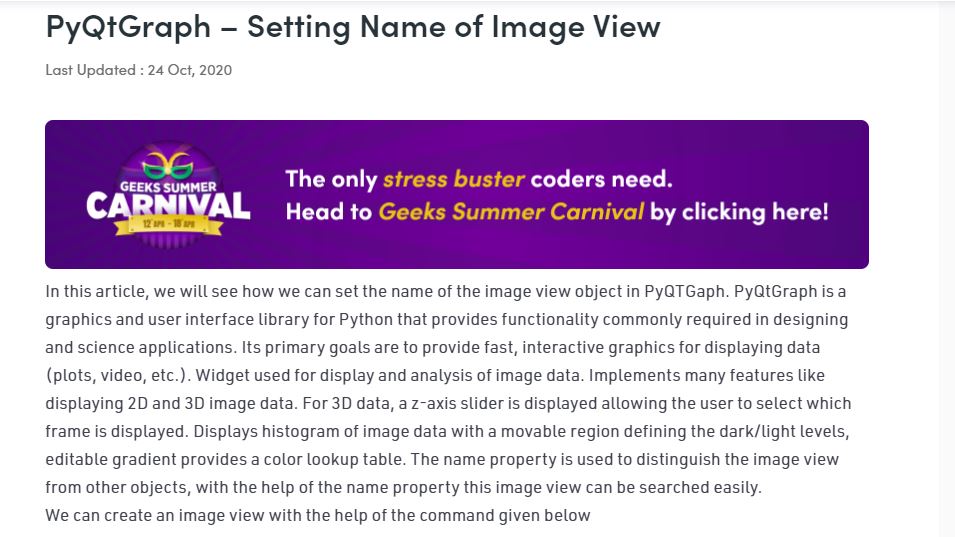 PyQtGraph – Setting Name of Image View
Last Updated : 24 Oct, 2020
GEEKS SUMMER
CARNIVAL
12 APR - 18 APR
The only stress buster coders need.
Head to Geeks Summer Carnival by clicking here!
In this article, we will see how we can set the name of the image view object in PyQTGaph. PyQtGraph is a
graphics and user interface library for Python that provides functionality commonly required in designing
and science applications. Its primary goals are to provide fast, interactive graphics for displaying data
(plots, video, etc.). Widget used for display and analysis of image data. Implements many features like
displaying 2D and 3D image data. For 3D data, a z-axis slider is displayed allowing the user to select which
frame is displayed. Displays histogram of image data with a movable region defining the dark/light levels,
editable gradient provides a color lookup table. The name property is used to distinguish the image view
from other objects, with the help of the name property this image view can be searched easily.
We can create an image view with the help of the command given below